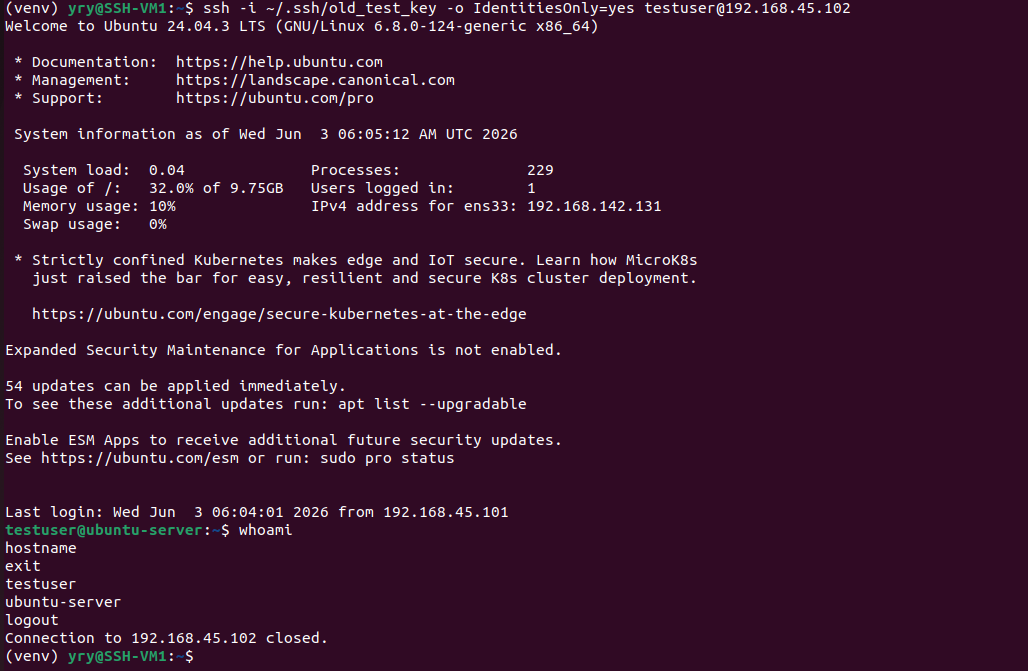 (venv) yry@SSH-VM1:~$ ssh -i ~/.ssh/old_test_key -o IdentitiesOnly=yes testuser@192.168.45.102
Welcome to Ubuntu 24.04.3 LTS (GNU/Linux 6.8.0-124-generic x86_64)
 * Documentation:  https://help.ubuntu.com
 * Management:     https://landscape.canonical.com
 * Support:        https://ubuntu.com/pro
 System information as of Wed Jun  3 06:05:12 AM UTC 2026
  System load:  0.04               Processes:              229
  Usage of /:   32.0% of 9.75GB   Users logged in:        1
  Memory usage: 10%               IPv4 address for ens33: 192.168.142.131
  Swap usage:   0%
 * Strictly confined Kubernetes makes edge and IoT secure. Learn how MicroK8s
   just raised the bar for easy, resilient and secure K8s cluster deployment.
   https://ubuntu.com/engage/secure-kubernetes-at-the-edge
Expanded Security Maintenance for Applications is not enabled.
54 updates can be applied immediately.
To see these additional updates run: apt list --upgradable
Enable ESM Apps to receive additional future security updates.
See https://ubuntu.com/esm or run: sudo pro status
Last login: Wed Jun  3 06:04:01 2026 from 192.168.45.101
testuser@ubuntu-server:~$ whoami
hostname
exit
testuser
ubuntu-server
logout
Connection to 192.168.45.102 closed.
(venv) yry@SSH-VM1:~$